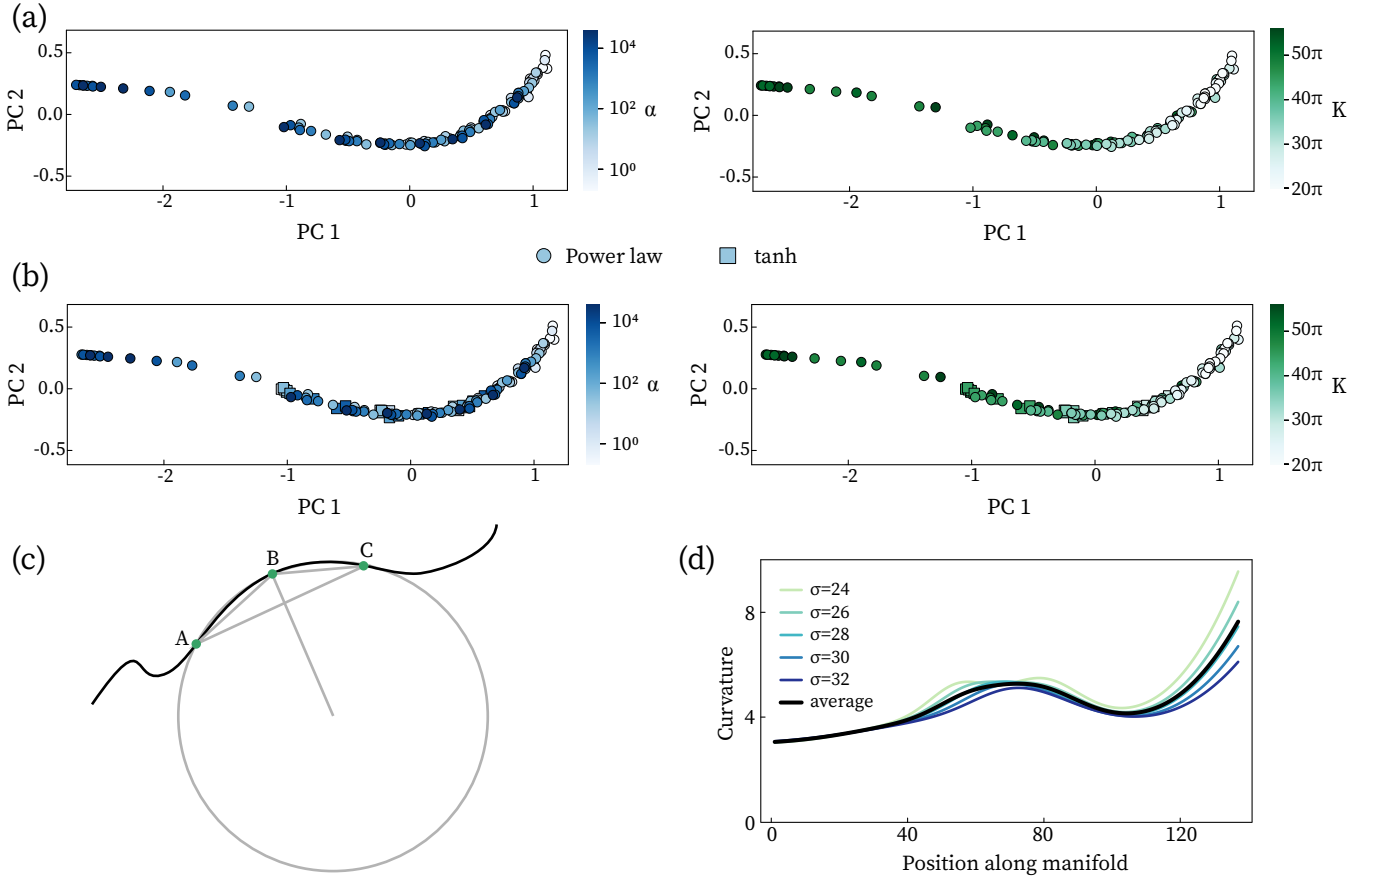 (a)
0.5
0.0
-0.5
PC 2
-2
-1
0
1
PC 1
10⁴
10²
10⁰
α
0.5
0.0
-0.5
PC 2
-2
-1
0
1
PC 1
50π
40π
30π
20π
K
Power law
tanh
(b)
0.5
0.0
-0.5
PC 2
-2
-1
0
1
PC 1
10⁴
10²
10⁰
α
0.5
0.0
-0.5
PC 2
-2
-1
0
1
PC 1
50π
40π
30π
20π
K
(c)
A
B
C
(d)
σ=24
σ=26
σ=28
σ=30
σ=32
average
8
4
0
Curvature
0
40
80
120
Position along manifold